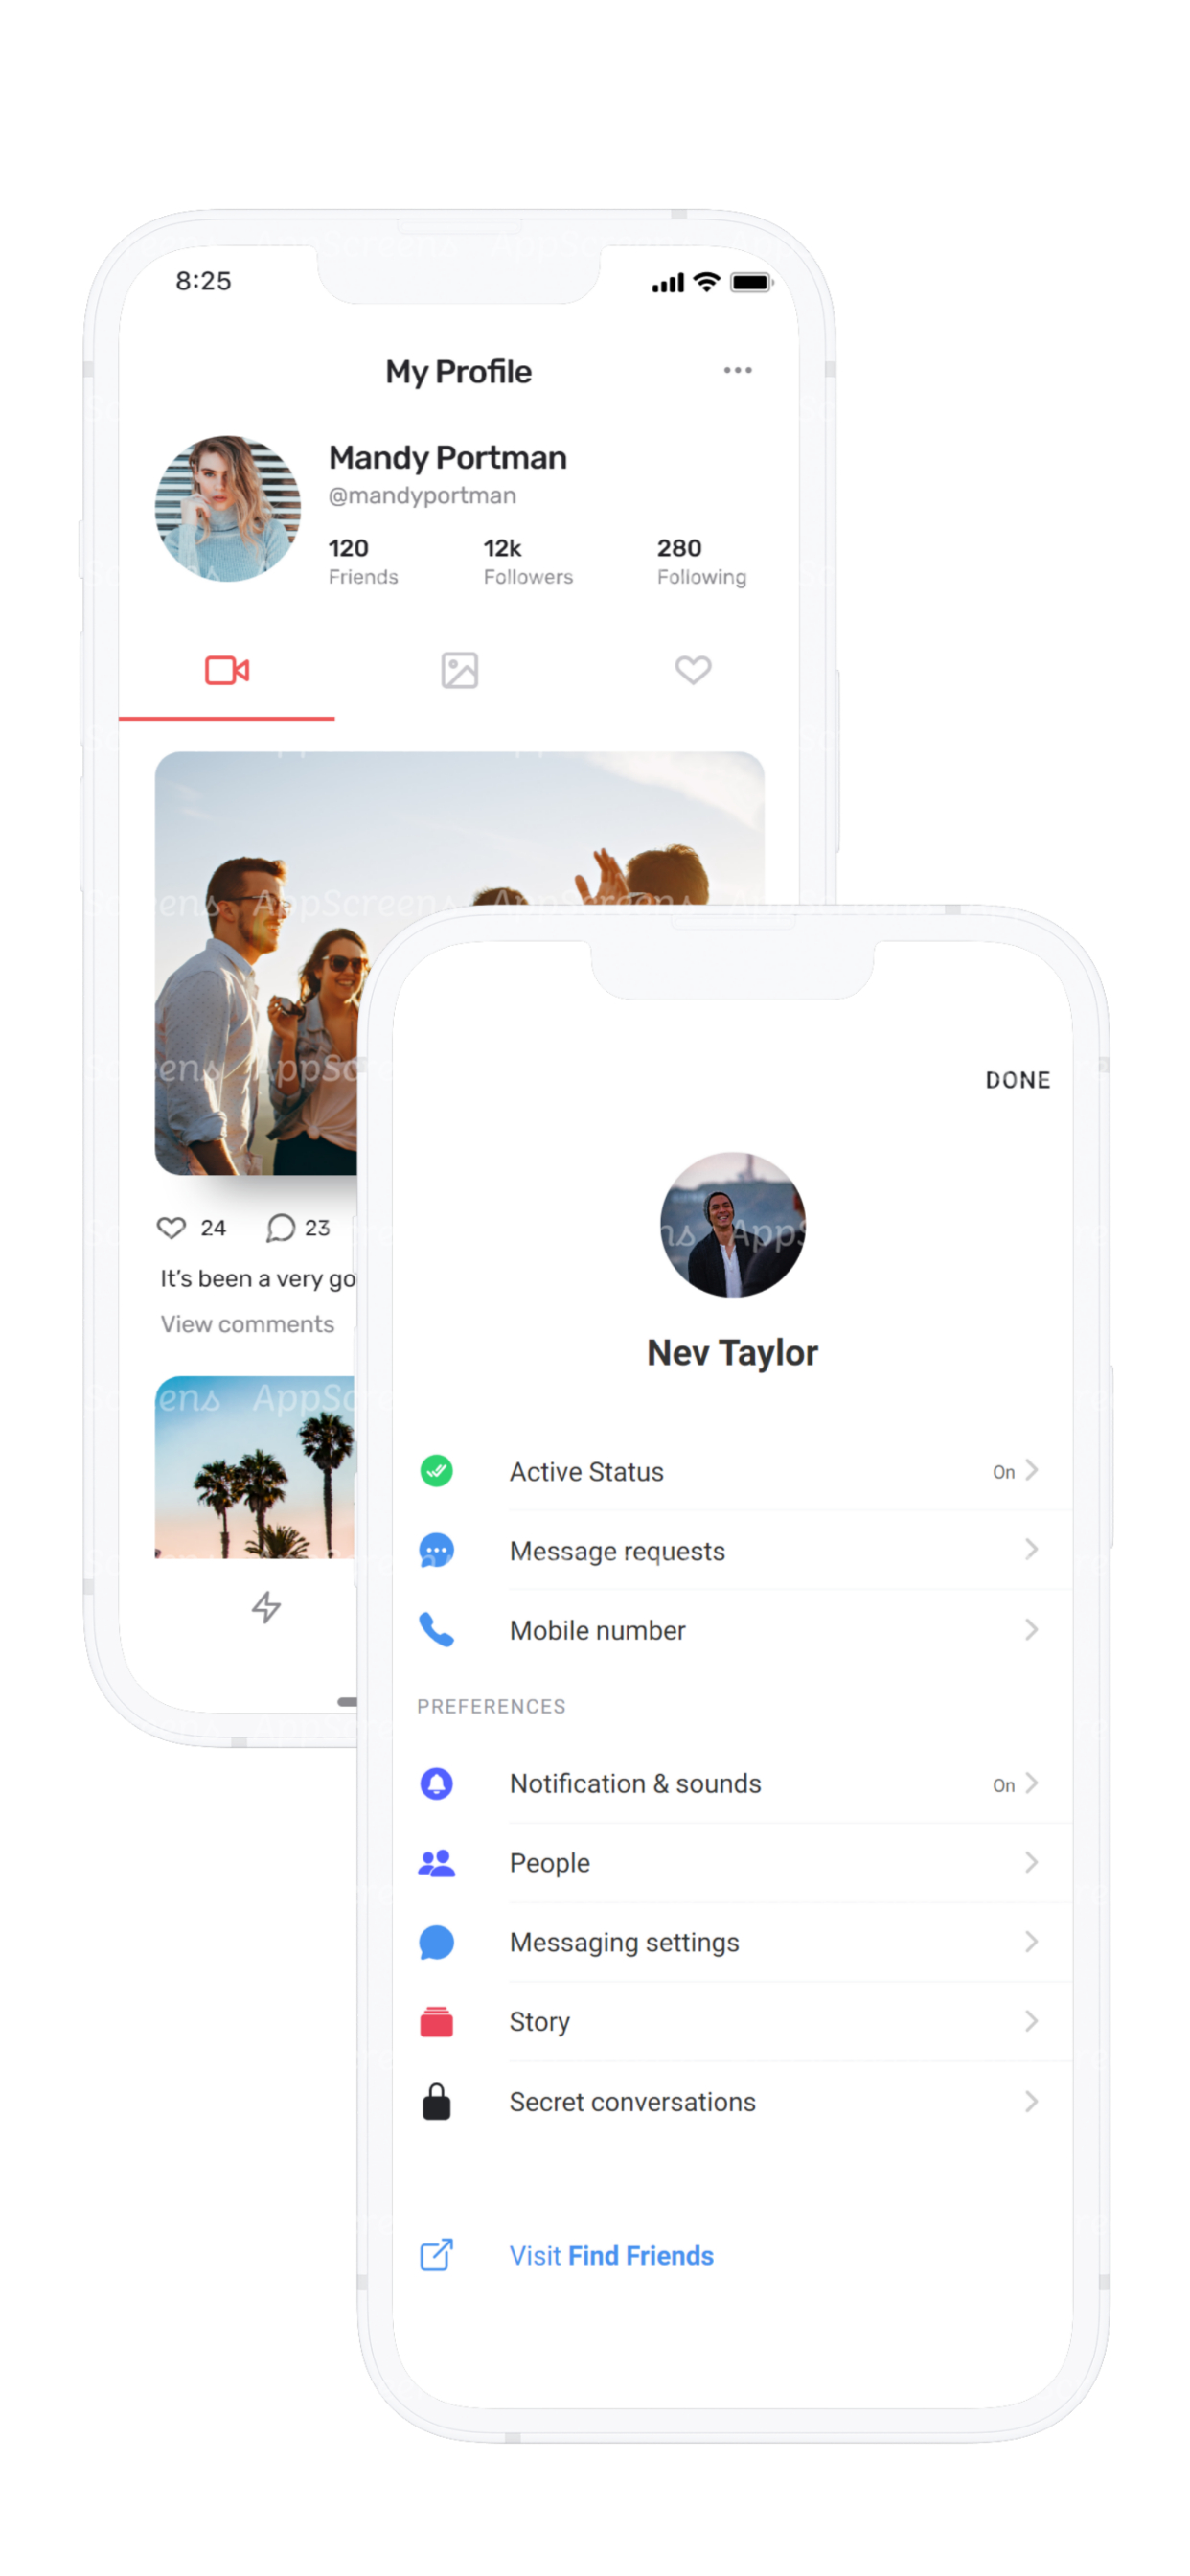 8:25
My Profile
Mandy Portman
@mandyportman
120
Friends
12k
Followers
280
Following
24
23
It's been a very go
View comments
DONE
Nev Taylor
Active Status
On
Message requests
Mobile number
PREFERENCES
Notification & sounds
On
People
Messaging settings
Story
Secret conversations
Visit Find Friends
AppScreens